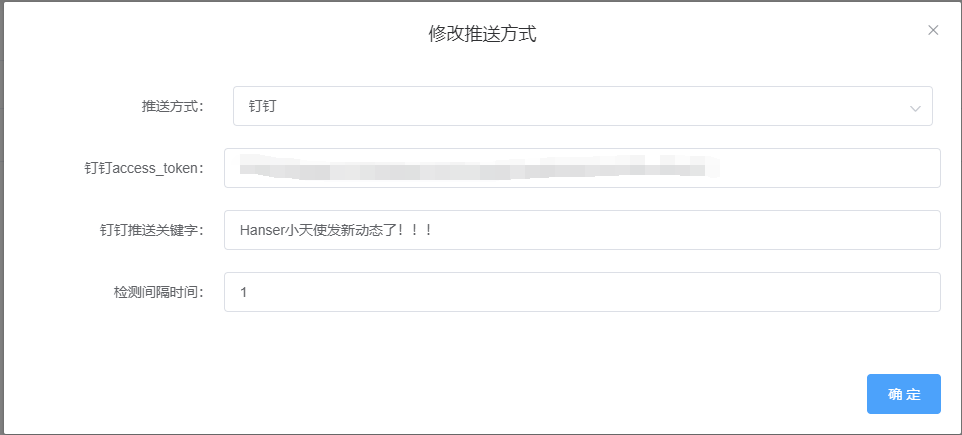 修改推送方式
推送方式： 钉钉
钉钉access_token：
钉钉推送关键字： Hanser小天使发新动态了！！！
检测间隔时间： 1
确 定